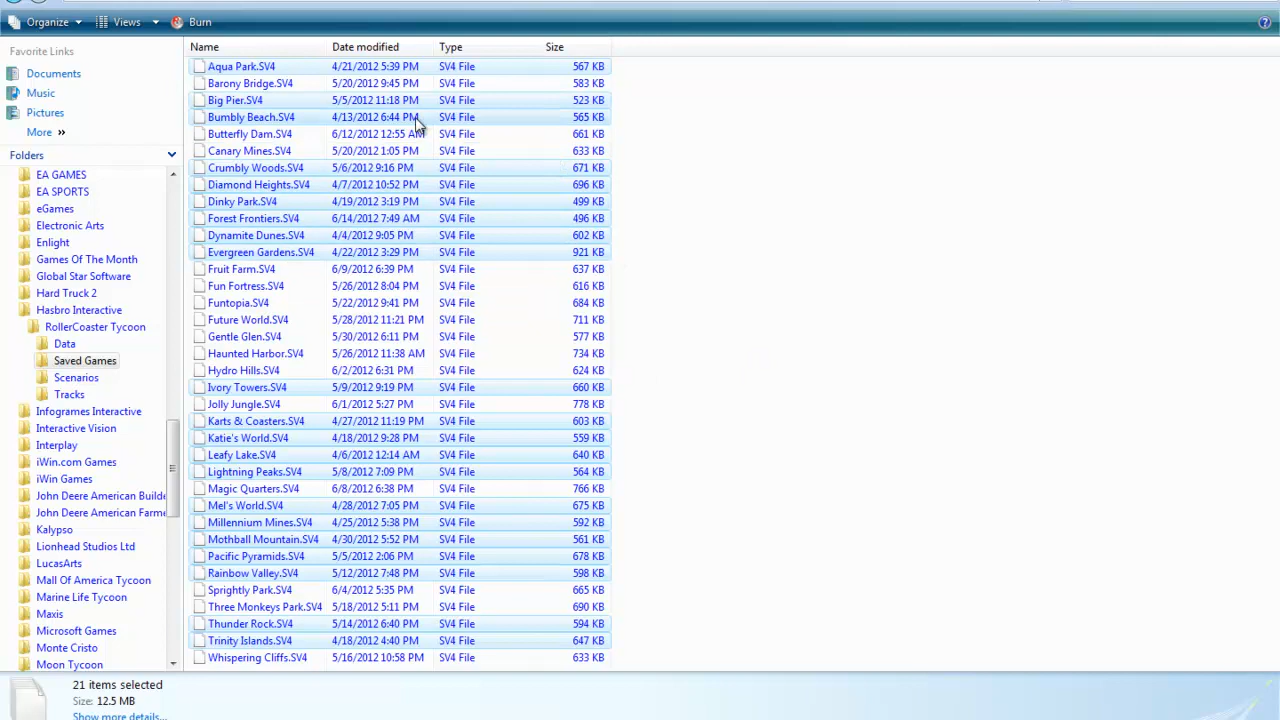 Organize Views Burn
Favorite Links
Documents
Music
Pictures
More »
Folders
EA GAMES
EA SPORTS
eGames
Electronic Arts
Enlight
Games Of The Month
Global Star Software
Hard Truck 2
Hasbro Interactive
RollerCoaster Tycoon
Data
Saved Games
Scenarios
Tracks
Infogrames Interactive
Interactive Vision
Interplay
iWin.com Games
iWin Games
John Deere American Builde
John Deere American Farme
Kalypso
Lionhead Studios Ltd
LucasArts
Mall Of America Tycoon
Marine Life Tycoon
Maxis
Microsoft Games
Monte Cristo
Moon Tycoon
Name Date modified Type Size
Aqua Park.SV4 4/21/2012 5:39 PM SV4 File 567 KB
Barony Bridge.SV4 5/20/2012 9:45 PM SV4 File 583 KB
Big Pier.SV4 5/5/2012 11:18 PM SV4 File 523 KB
Bumbly Beach.SV4 4/13/2012 6:44 PM SV4 File 565 KB
Butterfly Dam.SV4 6/12/2012 12:55 AM SV4 File 661 KB
Canary Mines.SV4 5/20/2012 1:05 PM SV4 File 633 KB
Crumbly Woods.SV4 5/6/2012 9:16 PM SV4 File 671 KB
Diamond Heights.SV4 4/7/2012 10:52 PM SV4 File 696 KB
Dinky Park.SV4 4/19/2012 3:19 PM SV4 File 499 KB
Forest Frontiers.SV4 6/14/2012 7:49 AM SV4 File 496 KB
Dynamite Dunes.SV4 4/4/2012 9:05 PM SV4 File 602 KB
Evergreen Gardens.SV4 4/22/2012 3:29 PM SV4 File 921 KB
Fruit Farm.SV4 6/9/2012 6:39 PM SV4 File 637 KB
Fun Fortress.SV4 5/26/2012 8:04 PM SV4 File 616 KB
Funtopia.SV4 5/22/2012 9:41 PM SV4 File 684 KB
Future World.SV4 5/28/2012 11:21 PM SV4 File 711 KB
Gentle Glen.SV4 5/30/2012 6:11 PM SV4 File 577 KB
Haunted Harbor.SV4 5/26/2012 11:38 AM SV4 File 734 KB
Hydro Hills.SV4 6/2/2012 6:31 PM SV4 File 624 KB
Ivory Towers.SV4 5/9/2012 9:19 PM SV4 File 660 KB
Jolly Jungle.SV4 6/1/2012 5:27 PM SV4 File 778 KB
Karts & Coasters.SV4 4/27/2012 11:19 PM SV4 File 603 KB
Katie's World.SV4 4/18/2012 9:28 PM SV4 File 559 KB
Leafy Lake.SV4 4/6/2012 12:14 AM SV4 File 640 KB
Lightning Peaks.SV4 5/8/2012 7:09 PM SV4 File 564 KB
Magic Quarters.SV4 6/8/2012 6:38 PM SV4 File 766 KB
Mel's World.SV4 4/28/2012 7:05 PM SV4 File 675 KB
Millennium Mines.SV4 4/25/2012 5:38 PM SV4 File 592 KB
Mothball Mountain.SV4 4/30/2012 5:52 PM SV4 File 561 KB
Pacific Pyramids.SV4 5/5/2012 2:06 PM SV4 File 678 KB
Rainbow Valley.SV4 5/12/2012 7:48 PM SV4 File 598 KB
Sprightly Park.SV4 6/4/2012 5:35 PM SV4 File 665 KB
Three Monkeys Park.SV4 5/18/2012 5:11 PM SV4 File 690 KB
Thunder Rock.SV4 5/14/2012 6:40 PM SV4 File 594 KB
Trinity Islands.SV4 4/18/2012 4:40 PM SV4 File 647 KB
Whispering Cliffs.SV4 5/16/2012 10:58 PM SV4 File 633 KB
21 items selected
Size: 12.5 MB
Show more details...